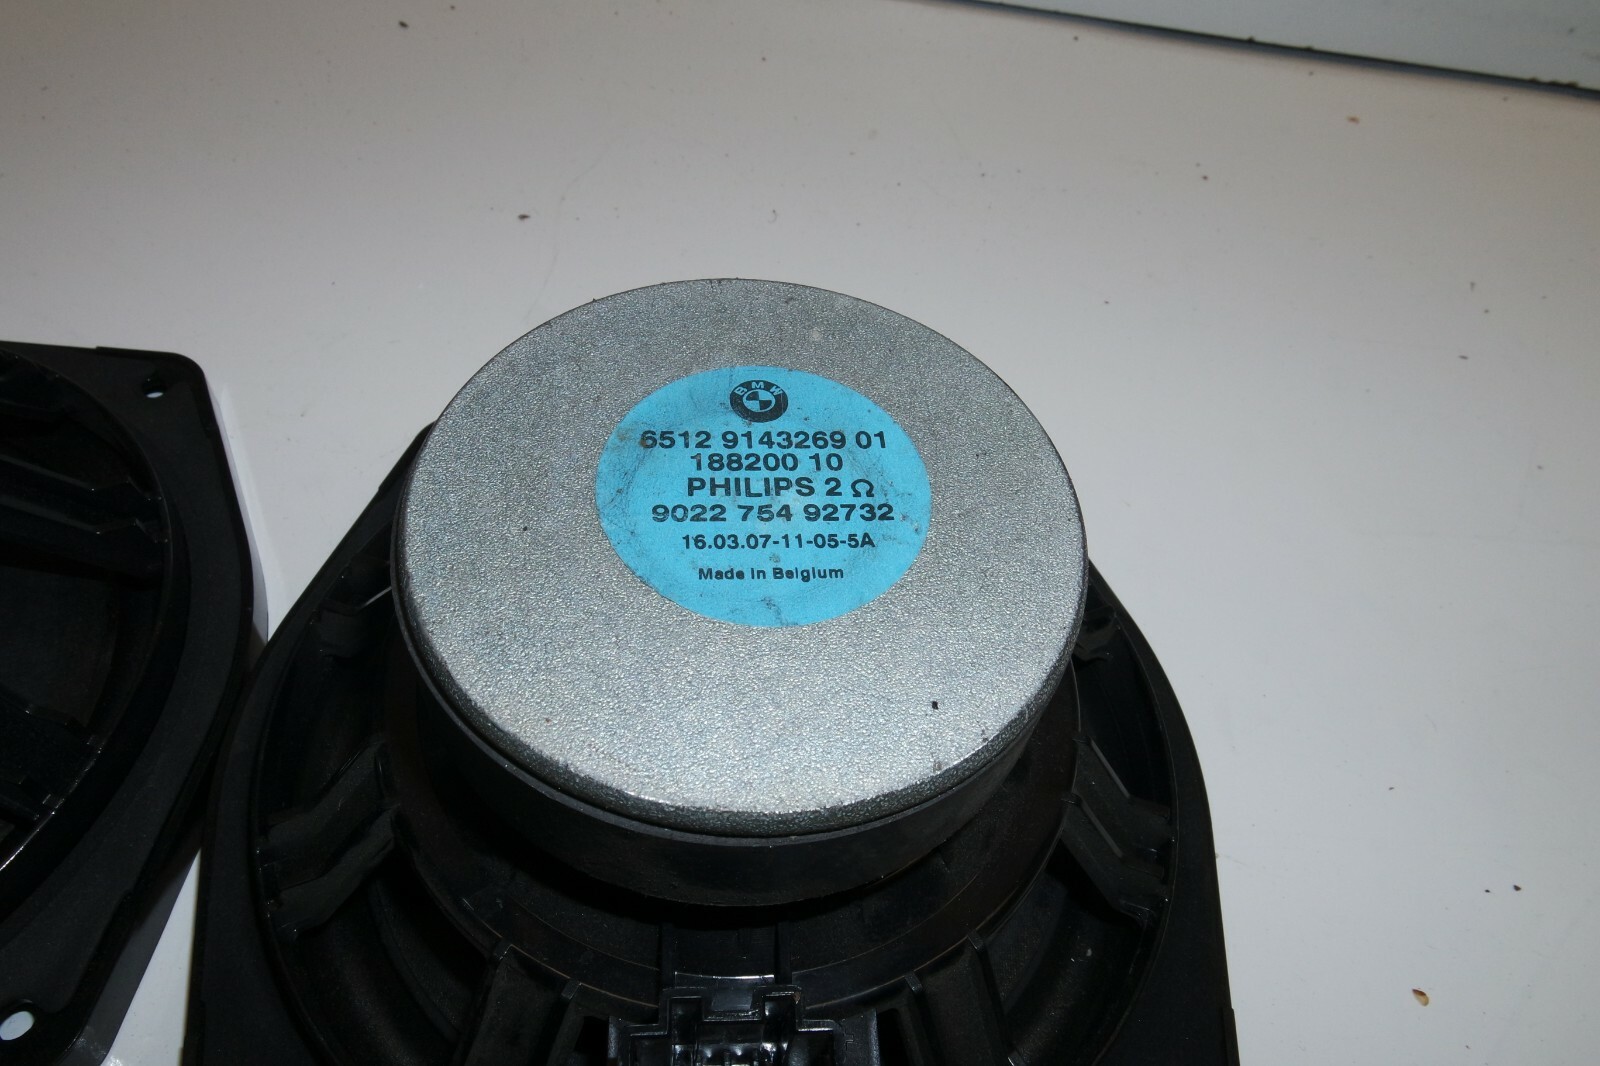 BMW
6512 9143269 01
188200 10
PHILIPS 2 Ω
9022 754 92732
16.03.07-11-05-5A
Made in Belgium